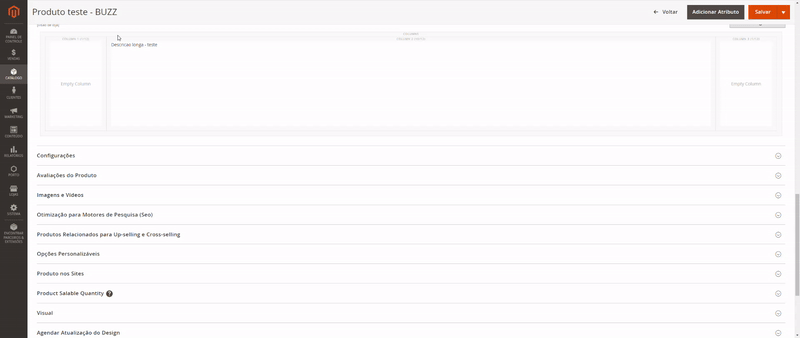 Produto teste - BUZZ
Voltar
Adicionar Atributo
Salvar
PAINEL DE
CONTROLE
VENDAS
CATÁLOGO
CLIENTES
MARKETING
CONTEÚDO
RELATÓRIOS
LOJAS
SISTEMA
ENCONTRAR
PARCEIROS &
EXTENSÕES
Descricao longa - teste
Empty Column
Empty Column
Configurações
Avaliações do Produto
Imagens e Vídeos
Otimização para Motores de Pesquisa (Seo)
Produtos Relacionados para Up-selling e Cross-selling
Opções Personalizáveis
Produto nos Sites
Product Salable Quantity ?
Visual
Agendar Atualização do Design